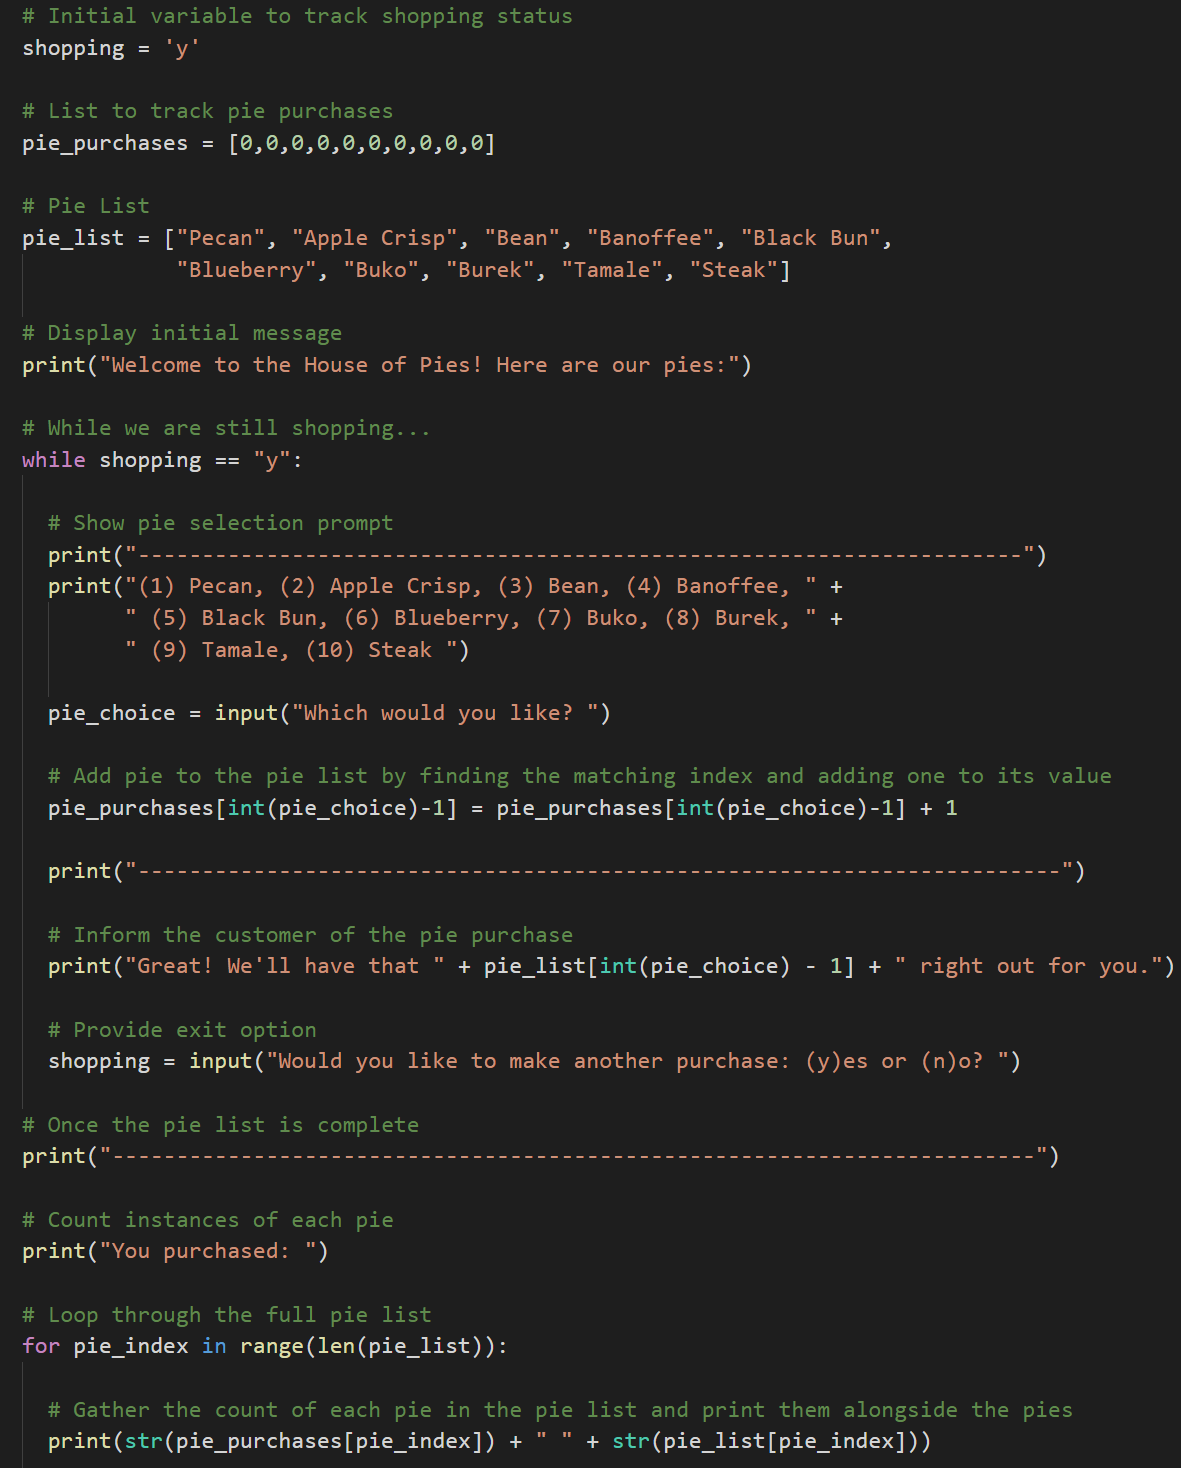 # Initial variable to track shopping status
shopping = 'y'
# List to track pie purchases
pie_purchases = [0,0,0,0,0,0,0,0,0,0]
# Pie List
pie_list = ["Pecan", "Apple Crisp", "Bean", "Banoffee", "Black Bun",
"Blueberry", "Buko", "Burek", "Tamale", "Steak"]
# Display initial message
print("Welcome to the House of Pies! Here are our pies:")
# While we are still shopping...
while shopping == "y":
# Show pie selection prompt
print("---------------------------------------------------------------------")
print("(1) Pecan, (2) Apple Crisp, (3) Bean, (4) Banoffee, " +
" (5) Black Bun, (6) Blueberry, (7) Buko, (8) Burek, " +
" (9) Tamale, (10) Steak ")
pie_choice = input("Which would you like? ")
# Add pie to the pie list by finding the matching index and adding one to its value
pie_purchases[int(pie_choice)-1] = pie_purchases[int(pie_choice)-1] + 1
print("------------------------------------------------------------------------")
# Inform the customer of the pie purchase
print("Great! We'll have that " + pie_list[int(pie_choice) - 1] + " right out for you.")
# Provide exit option
shopping = input("Would you like to make another purchase: (y)es or (n)o? ")
# Once the pie list is complete
print("------------------------------------------------------------------------")
# Count instances of each pie
print("You purchased: ")
# Loop through the full pie list
for pie_index in range(len(pie_list)):
# Gather the count of each pie in the pie list and print them alongside the pies
print(str(pie_purchases[pie_index]) + " " + str(pie_list[pie_index]))